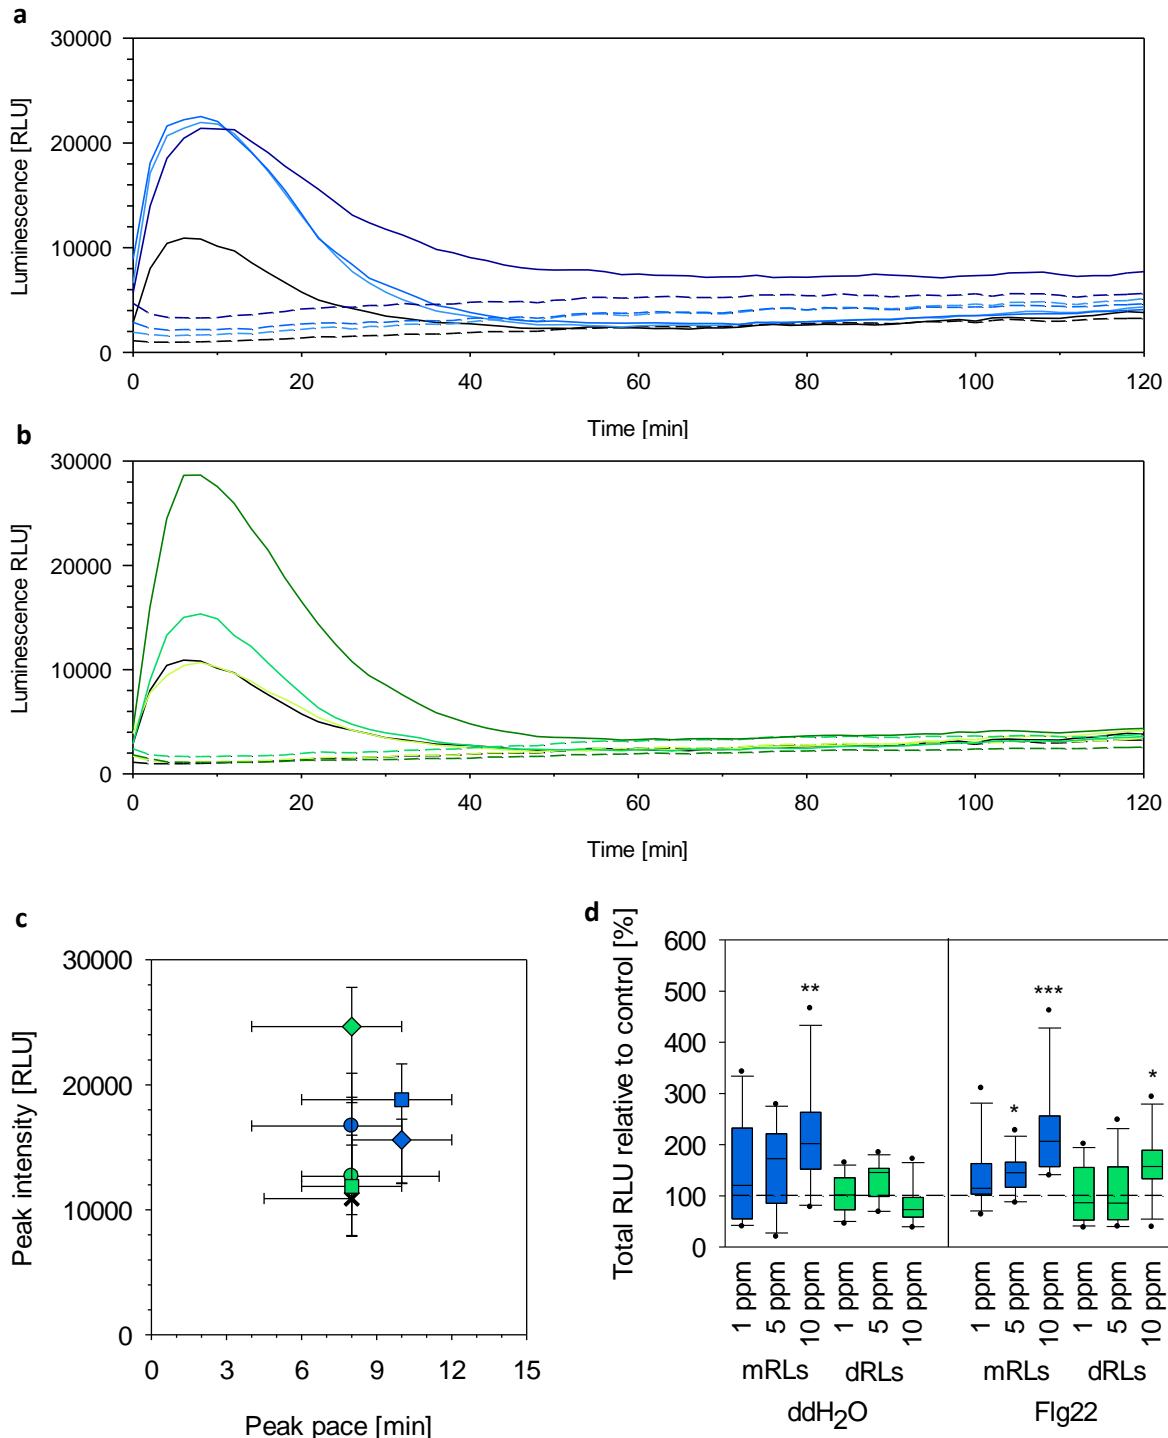 a
30000
20000
10000
0
Luminescence [RLU]
0 20 40 60 80 100 120
Time [min]
b
30000
20000
10000
0
Luminescence RLU]
0 20 40 60 80 100 120
Time [min]
c
30000
20000
10000
0
Peak intensity [RLU]
0 3 6 9 12 15
Peak pace [min]
d
600
500
400
300
200
100
0
Total RLU relative to control [%]
** *** * *
1 ppm 5 ppm 10 ppm 1 ppm 5 ppm 10 ppm 1 ppm 5 ppm 10 ppm 1 ppm 5 ppm 10 ppm
mRLs dRLs mRLs dRLs
ddH₂O Flg22